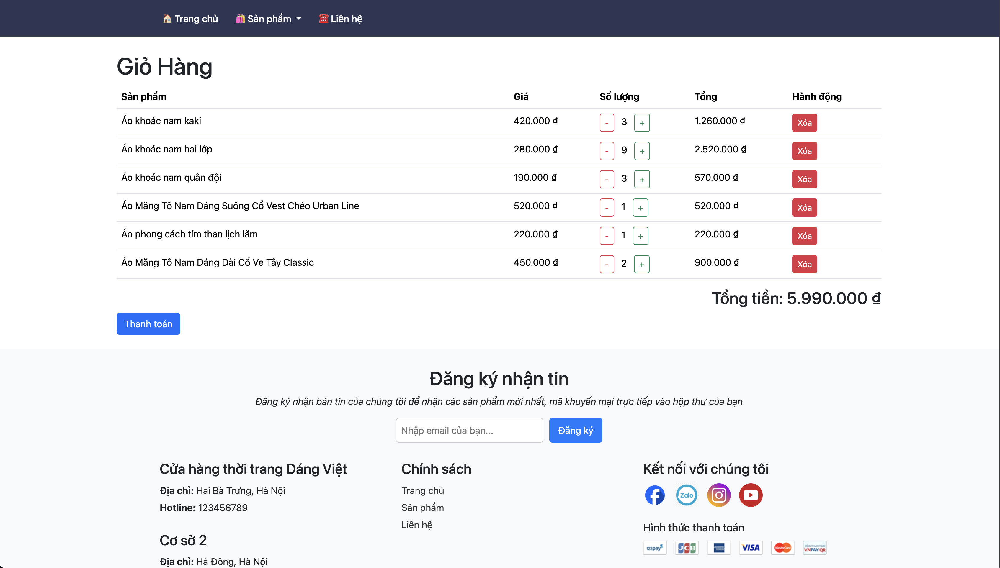 Trang chủ Sản phẩm Liên hệ
Giỏ Hàng
Sản phẩm Giá Số lượng Tổng Hành động
Áo khoác nam kaki 420.000 ₫ - 3 + 1.260.000 ₫ Xóa
Áo khoác nam hai lớp 280.000 ₫ - 9 + 2.520.000 ₫ Xóa
Áo khoác nam quân đội 190.000 ₫ - 3 + 570.000 ₫ Xóa
Áo Măng Tô Nam Dáng Suông Cổ Vest Chéo Urban Line 520.000 ₫ - 1 + 520.000 ₫ Xóa
Áo phong cách tím than lịch lãm 220.000 ₫ - 1 + 220.000 ₫ Xóa
Áo Măng Tô Nam Dáng Dài Cổ Ve Tây Classic 450.000 ₫ - 2 + 900.000 ₫ Xóa
Tổng tiền: 5.990.000 ₫
Thanh toán
Đăng ký nhận tin
Đăng ký nhận bản tin của chúng tôi để nhận các sản phẩm mới nhất, mã khuyến mại trực tiếp vào hộp thư của bạn
Nhập email của bạn... Đăng ký
Cửa hàng thời trang Dáng Việt
Địa chỉ: Hai Bà Trưng, Hà Nội
Hotline: 123456789
Cơ sở 2
Địa chỉ: Hà Đông, Hà Nội
Chính sách
Trang chủ
Sản phẩm
Liên hệ
Kết nối với chúng tôi
Zalo
Hình thức thanh toán
123pay JCB VISA MasterCard CỔNG THANH TOÁN VNPAY-QR